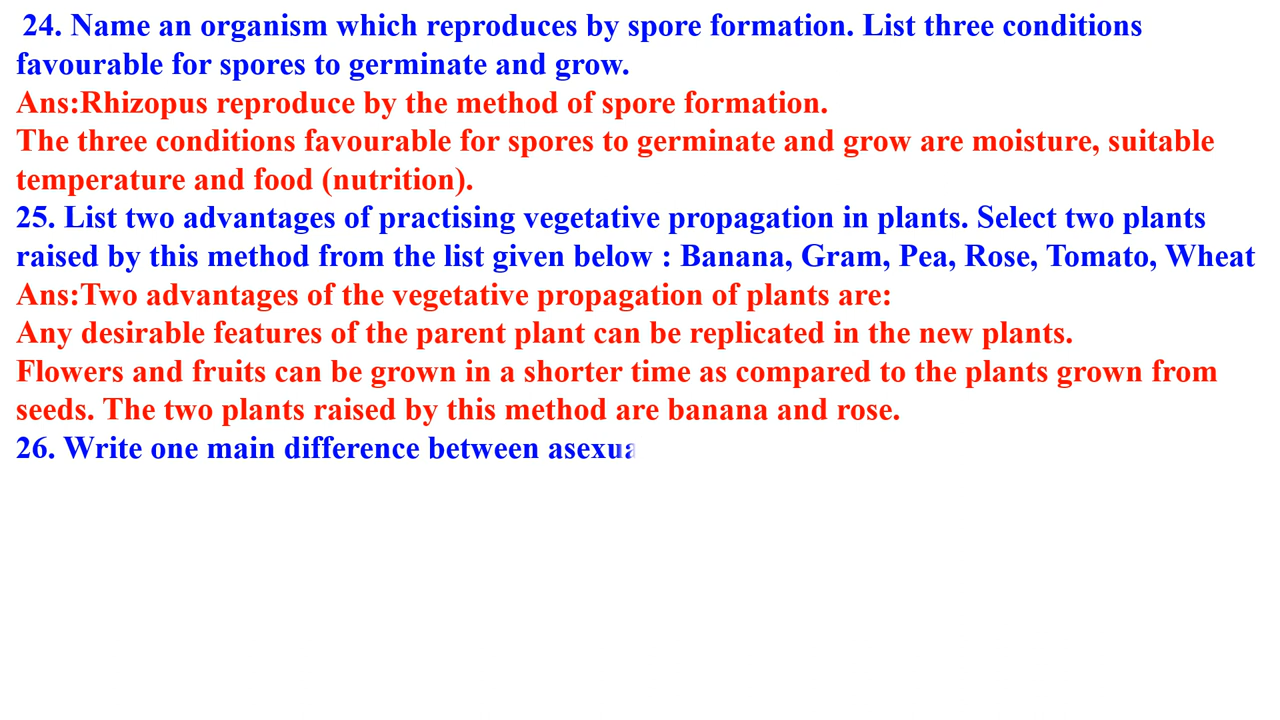 24. Name an organism which reproduces by spore formation. List three conditions
favourable for spores to germinate and grow.
Ans:Rhizopus reproduce by the method of spore formation.
The three conditions favourable for spores to germinate and grow are moisture, suitable
temperature and food (nutrition).
25. List two advantages of practising vegetative propagation in plants. Select two plants
raised by this method from the list given below : Banana, Gram, Pea, Rose, Tomato, Wheat
Ans:Two advantages of the vegetative propagation of plants are:
Any desirable features of the parent plant can be replicated in the new plants.
Flowers and fruits can be grown in a shorter time as compared to the plants grown from
seeds. The two plants raised by this method are banana and rose.
26. Write one main difference between asexua